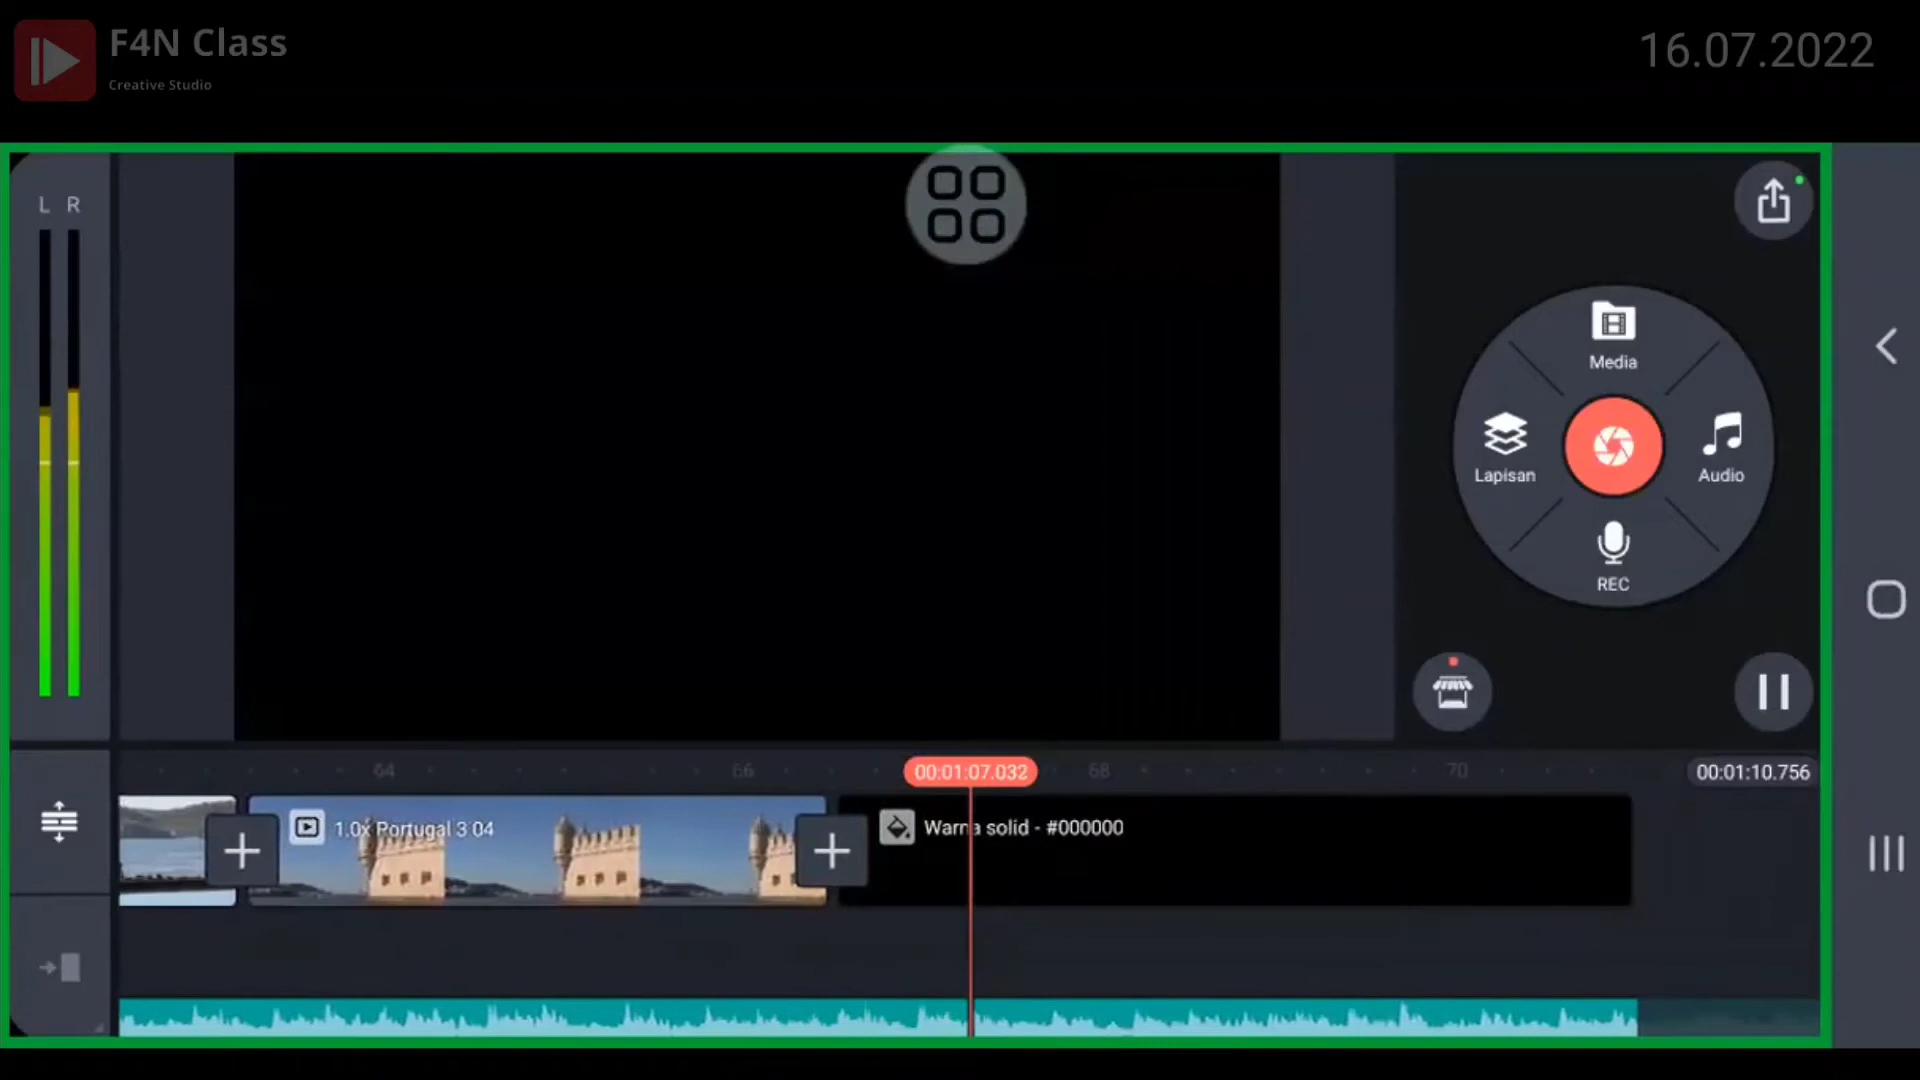 F4N Class
Creative Studio
16.07.2022
L R
Media
Lapisan
Audio
REC
64
66
00:01:07.032
68
70
00:01:10.756
1.0x Portugal 3 04
Warna solid - #000000